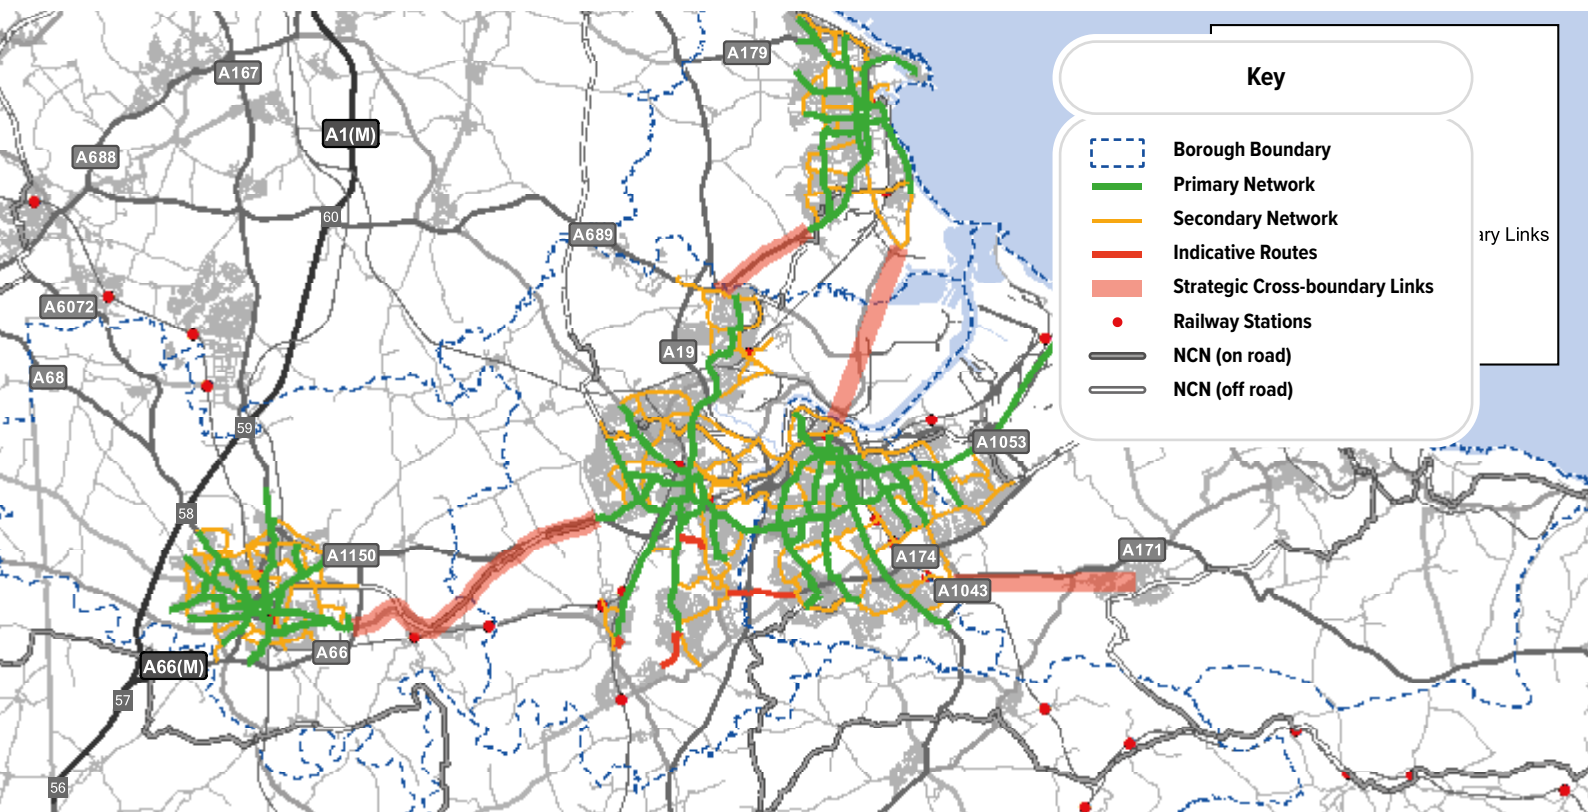 A179
Key
A167
A1(M)
Borough Boundary
A688
Primary Network
60
Secondary Network
A689
ary Links
Indicative Routes
Strategic Cross-boundary Links
A6072
Railway Stations
A19
NCN (on road)
A68
NCN (off road)
59
A1053
58
A1150
A174
A171
A1043
A66
A66(M)
57
56